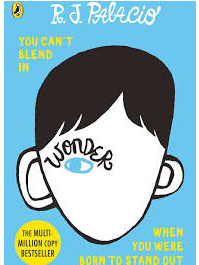 R. J. PALACIO
YOU CAN'T
BLEND
IN
WONDER
THE MULTI-
MILLION COPY
BESTSELLER
WHEN
YOU WERE
BORN TO STAND OUT